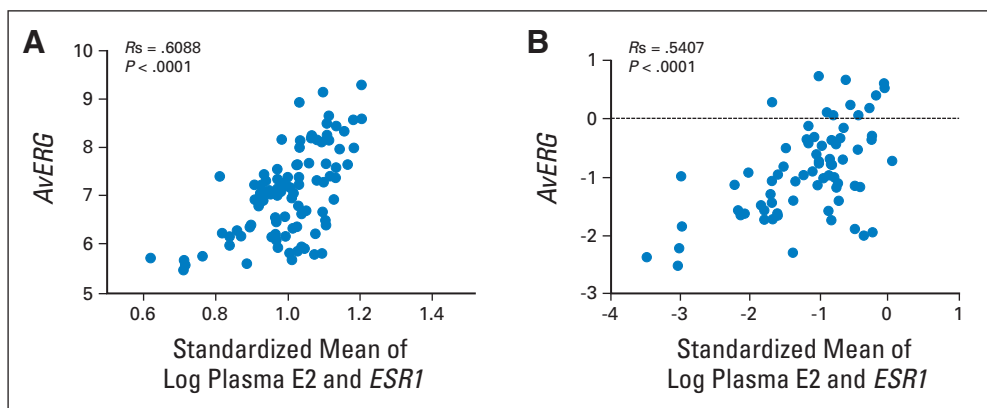 A
Rs = .6088
P < .0001
10
9
8
7
6
5
AvERG
0.6 0.8 1.0 1.2 1.4
Standardized Mean of
Log Plasma E2 and ESR1
B
Rs = .5407
P < .0001
1
0
-1
-2
-3
AvERG
-4 -3 -2 -1 0 1
Standardized Mean of
Log Plasma E2 and ESR1